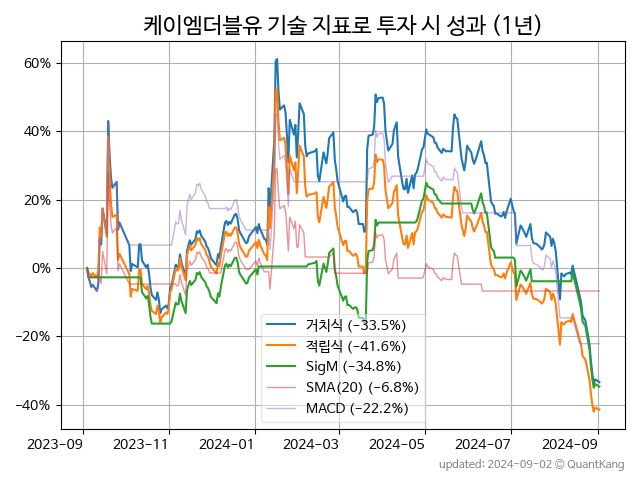 케이엠더블유 기술 지표로 투자 시 성과 (1년)
60%
40%
20%
0%
−20%
−40%
거치식 (−33.5%)
적립식 (−41.6%)
SigM (−34.8%)
SMA(20) (−6.8%)
MACD (−22.2%)
2023-09 2023-11 2024-01 2024-03 2024-05 2024-07 2024-09
updated: 2024-09-02 © QuantKang